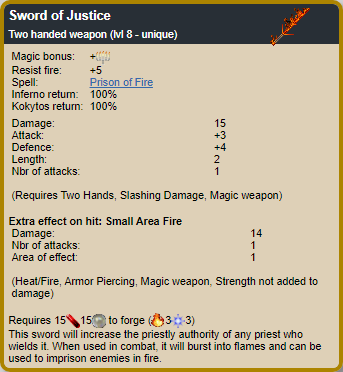 Sword of Justice
Two handed weapon (lvl 8 - unique)
Magic bonus: +
Resist fire: +5
Spell: Prison of Fire
Inferno return: 100%
Kokytos return: 100%
Damage: 15
Attack: +3
Defence: +4
Length: 2
Nbr of attacks: 1
(Requires Two Hands, Slashing Damage, Magic weapon)
Extra effect on hit: Small Area Fire
Damage: 14
Nbr of attacks: 1
Area of effect: 1
(Heat/Fire, Armor Piercing, Magic weapon, Strength not added to
damage)
Requires 15 15 to forge (3 3)
This sword will increase the priestly authority of any priest who
wields it. When used in combat, it will burst into flames and can be
used to imprison enemies in fire.